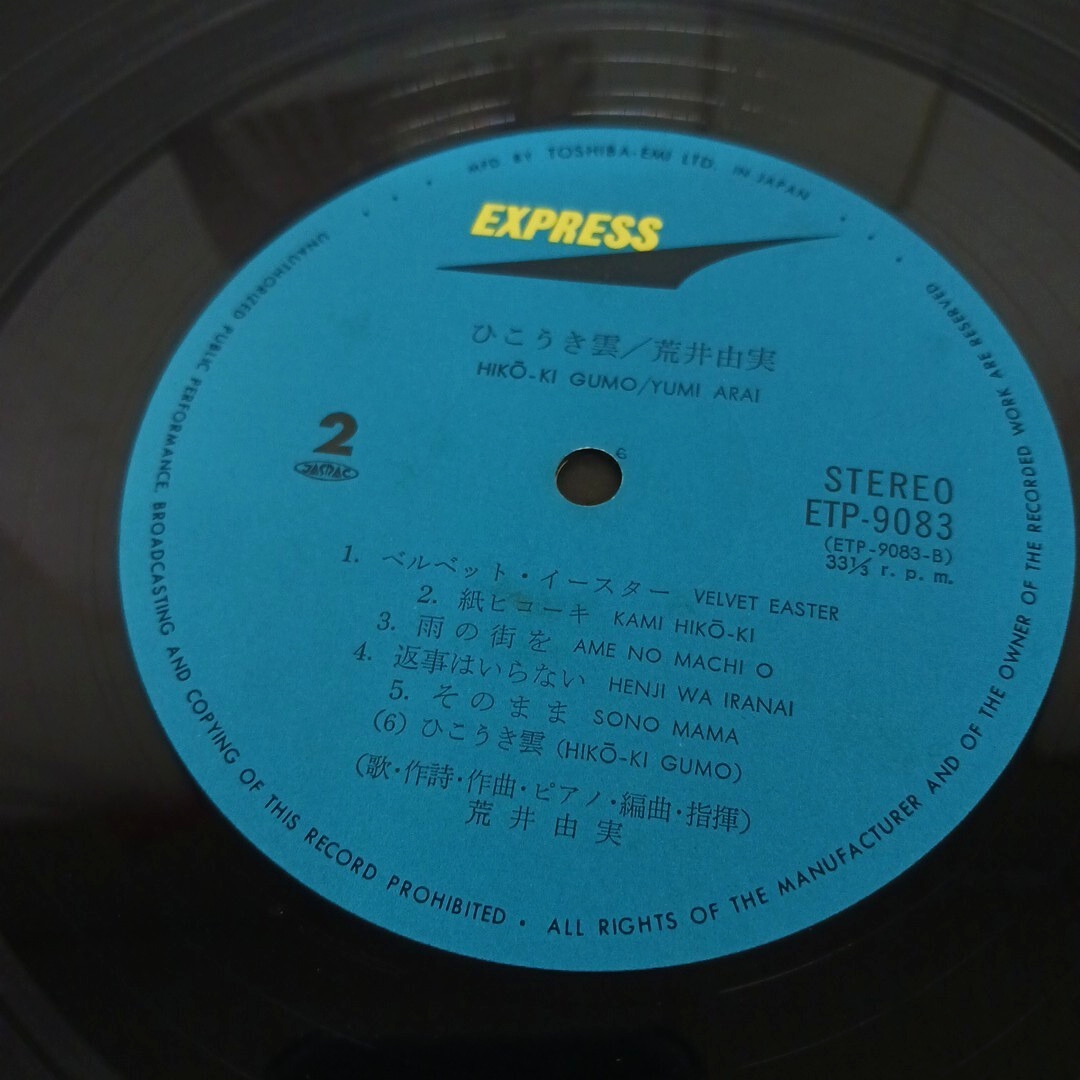 MFD. BY TOSHIBA-EMI LTD. IN JAPAN
EXPRESS
ひこうき雲/荒井由実
HIKŌ-KI GUMO/YUMI ARAI
2
JASRAC
6
STEREO
ETP-9083
(ETP-9083-B)
33⅓ r. p. m.
1. ベルベット・イースター VELVET EASTER
2. 紙ヒコーキ KAMI HIKŌ-KI
3. 雨の街を AME NO MACHI O
4. 返事はいらない HENJI WA IRANAI
5. そのまま SONO MAMA
(6) ひこうき雲 (HIKŌ-KI GUMO)
(歌・作詩・作曲・ピアノ・編曲・指揮)
荒井由実
UNAUTHORIZED PUBLIC PERFORMANCE, BROADCASTING AND COPYING OF THIS RECORD PROHIBITED • ALL RIGHTS OF THE MANUFACTURER AND OF THE OWNER OF THE RECORDED WORK ARE RESERVED